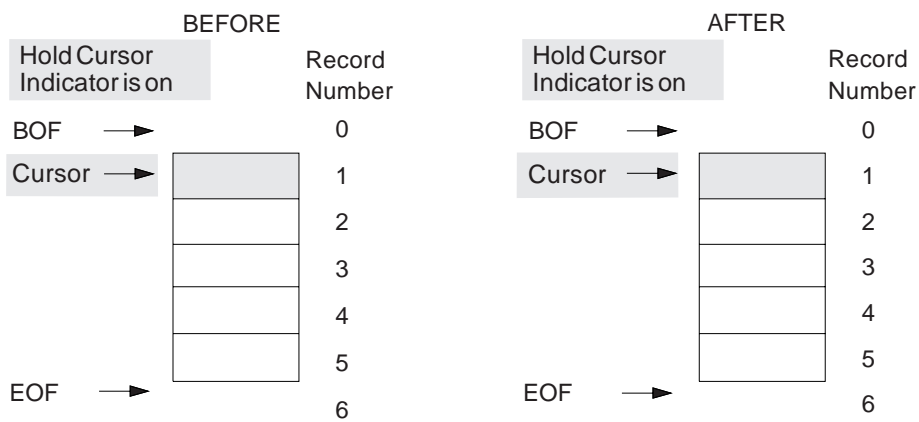 BEFORE
Hold Cursor
Indicator is on
Record
Number
BOF
0
Cursor
1
2
3
4
5
EOF
6
AFTER
Hold Cursor
Indicator is on
Record
Number
BOF
0
Cursor
1
2
3
4
5
EOF
6